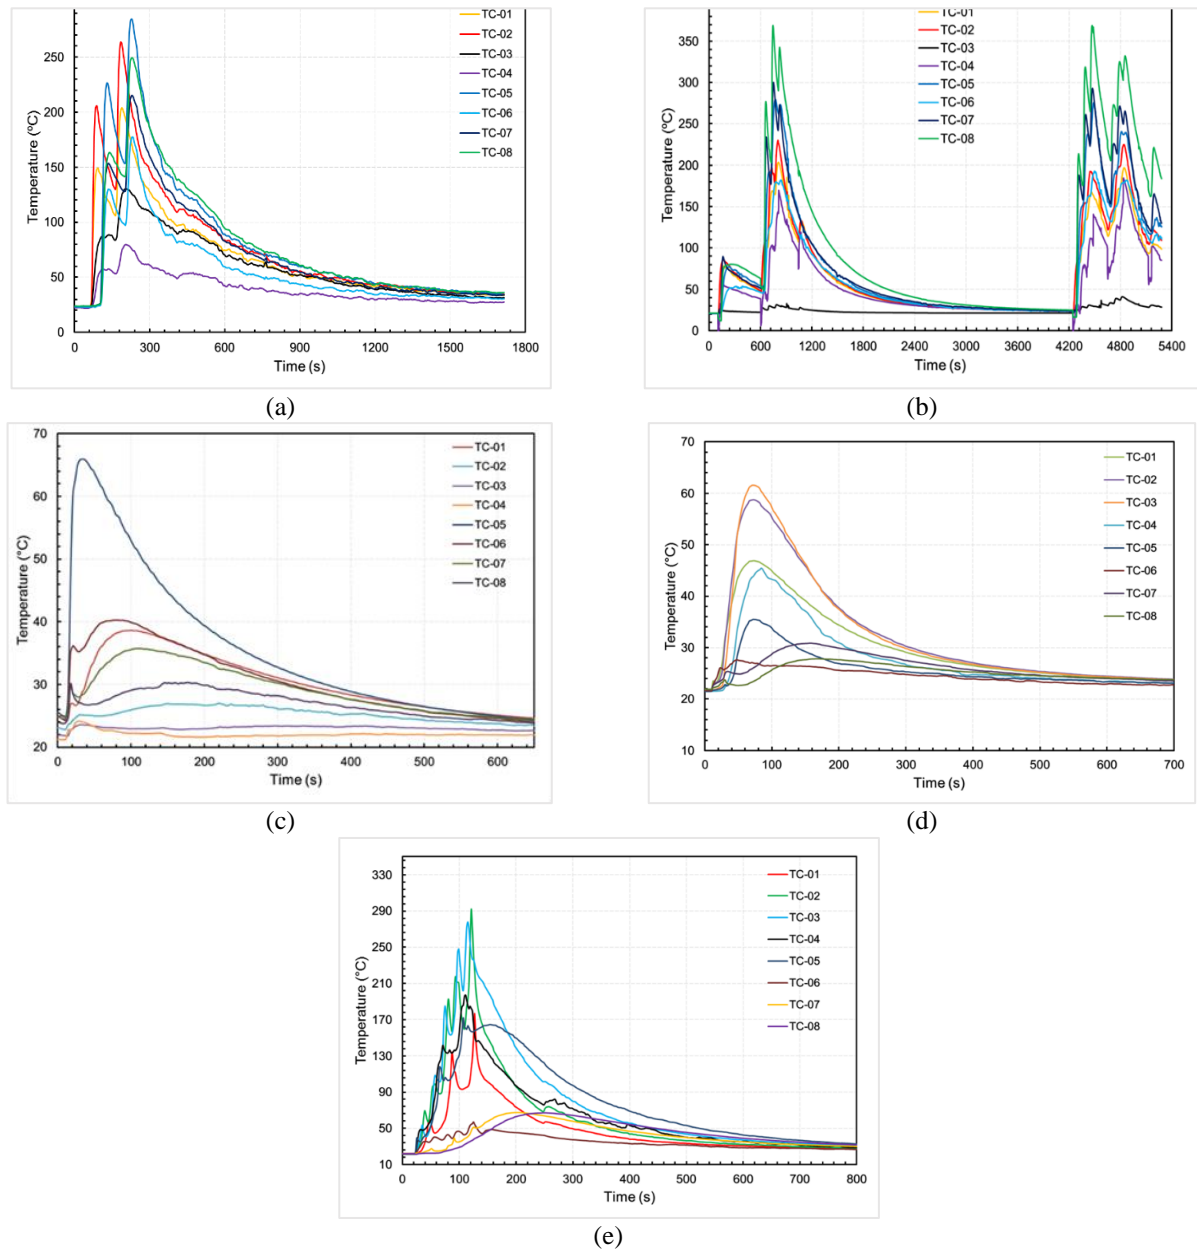 TC-01
TC-02
TC-03
TC-04
TC-05
TC-06
TC-07
TC-08
Temperature (°C)
250
200
150
100
50
0
0 300 600 900 1200 1500 1800
Time (s)
(a)
TC-01
TC-02
TC-03
TC-04
TC-05
TC-06
TC-07
TC-08
Temperature (°C)
350
300
250
200
150
100
50
0
0 600 1200 1800 2400 3000 3600 4200 4800 5400
Time (s)
(b)
TC-01
TC-02
TC-03
TC-04
TC-05
TC-06
TC-07
TC-08
Temperature (°C)
70
60
50
40
30
20
0 100 200 300 400 500 600
Time (s)
(c)
TC-01
TC-02
TC-03
TC-04
TC-05
TC-06
TC-07
TC-08
Temperature (°C)
70
60
50
40
30
20
10
0 100 200 300 400 500 600 700
Time (s)
(d)
TC-01
TC-02
TC-03
TC-04
TC-05
TC-06
TC-07
TC-08
Temperature (°C)
330
290
250
210
170
130
90
50
10
0 100 200 300 400 500 600 700 800
Time (s)
(e)